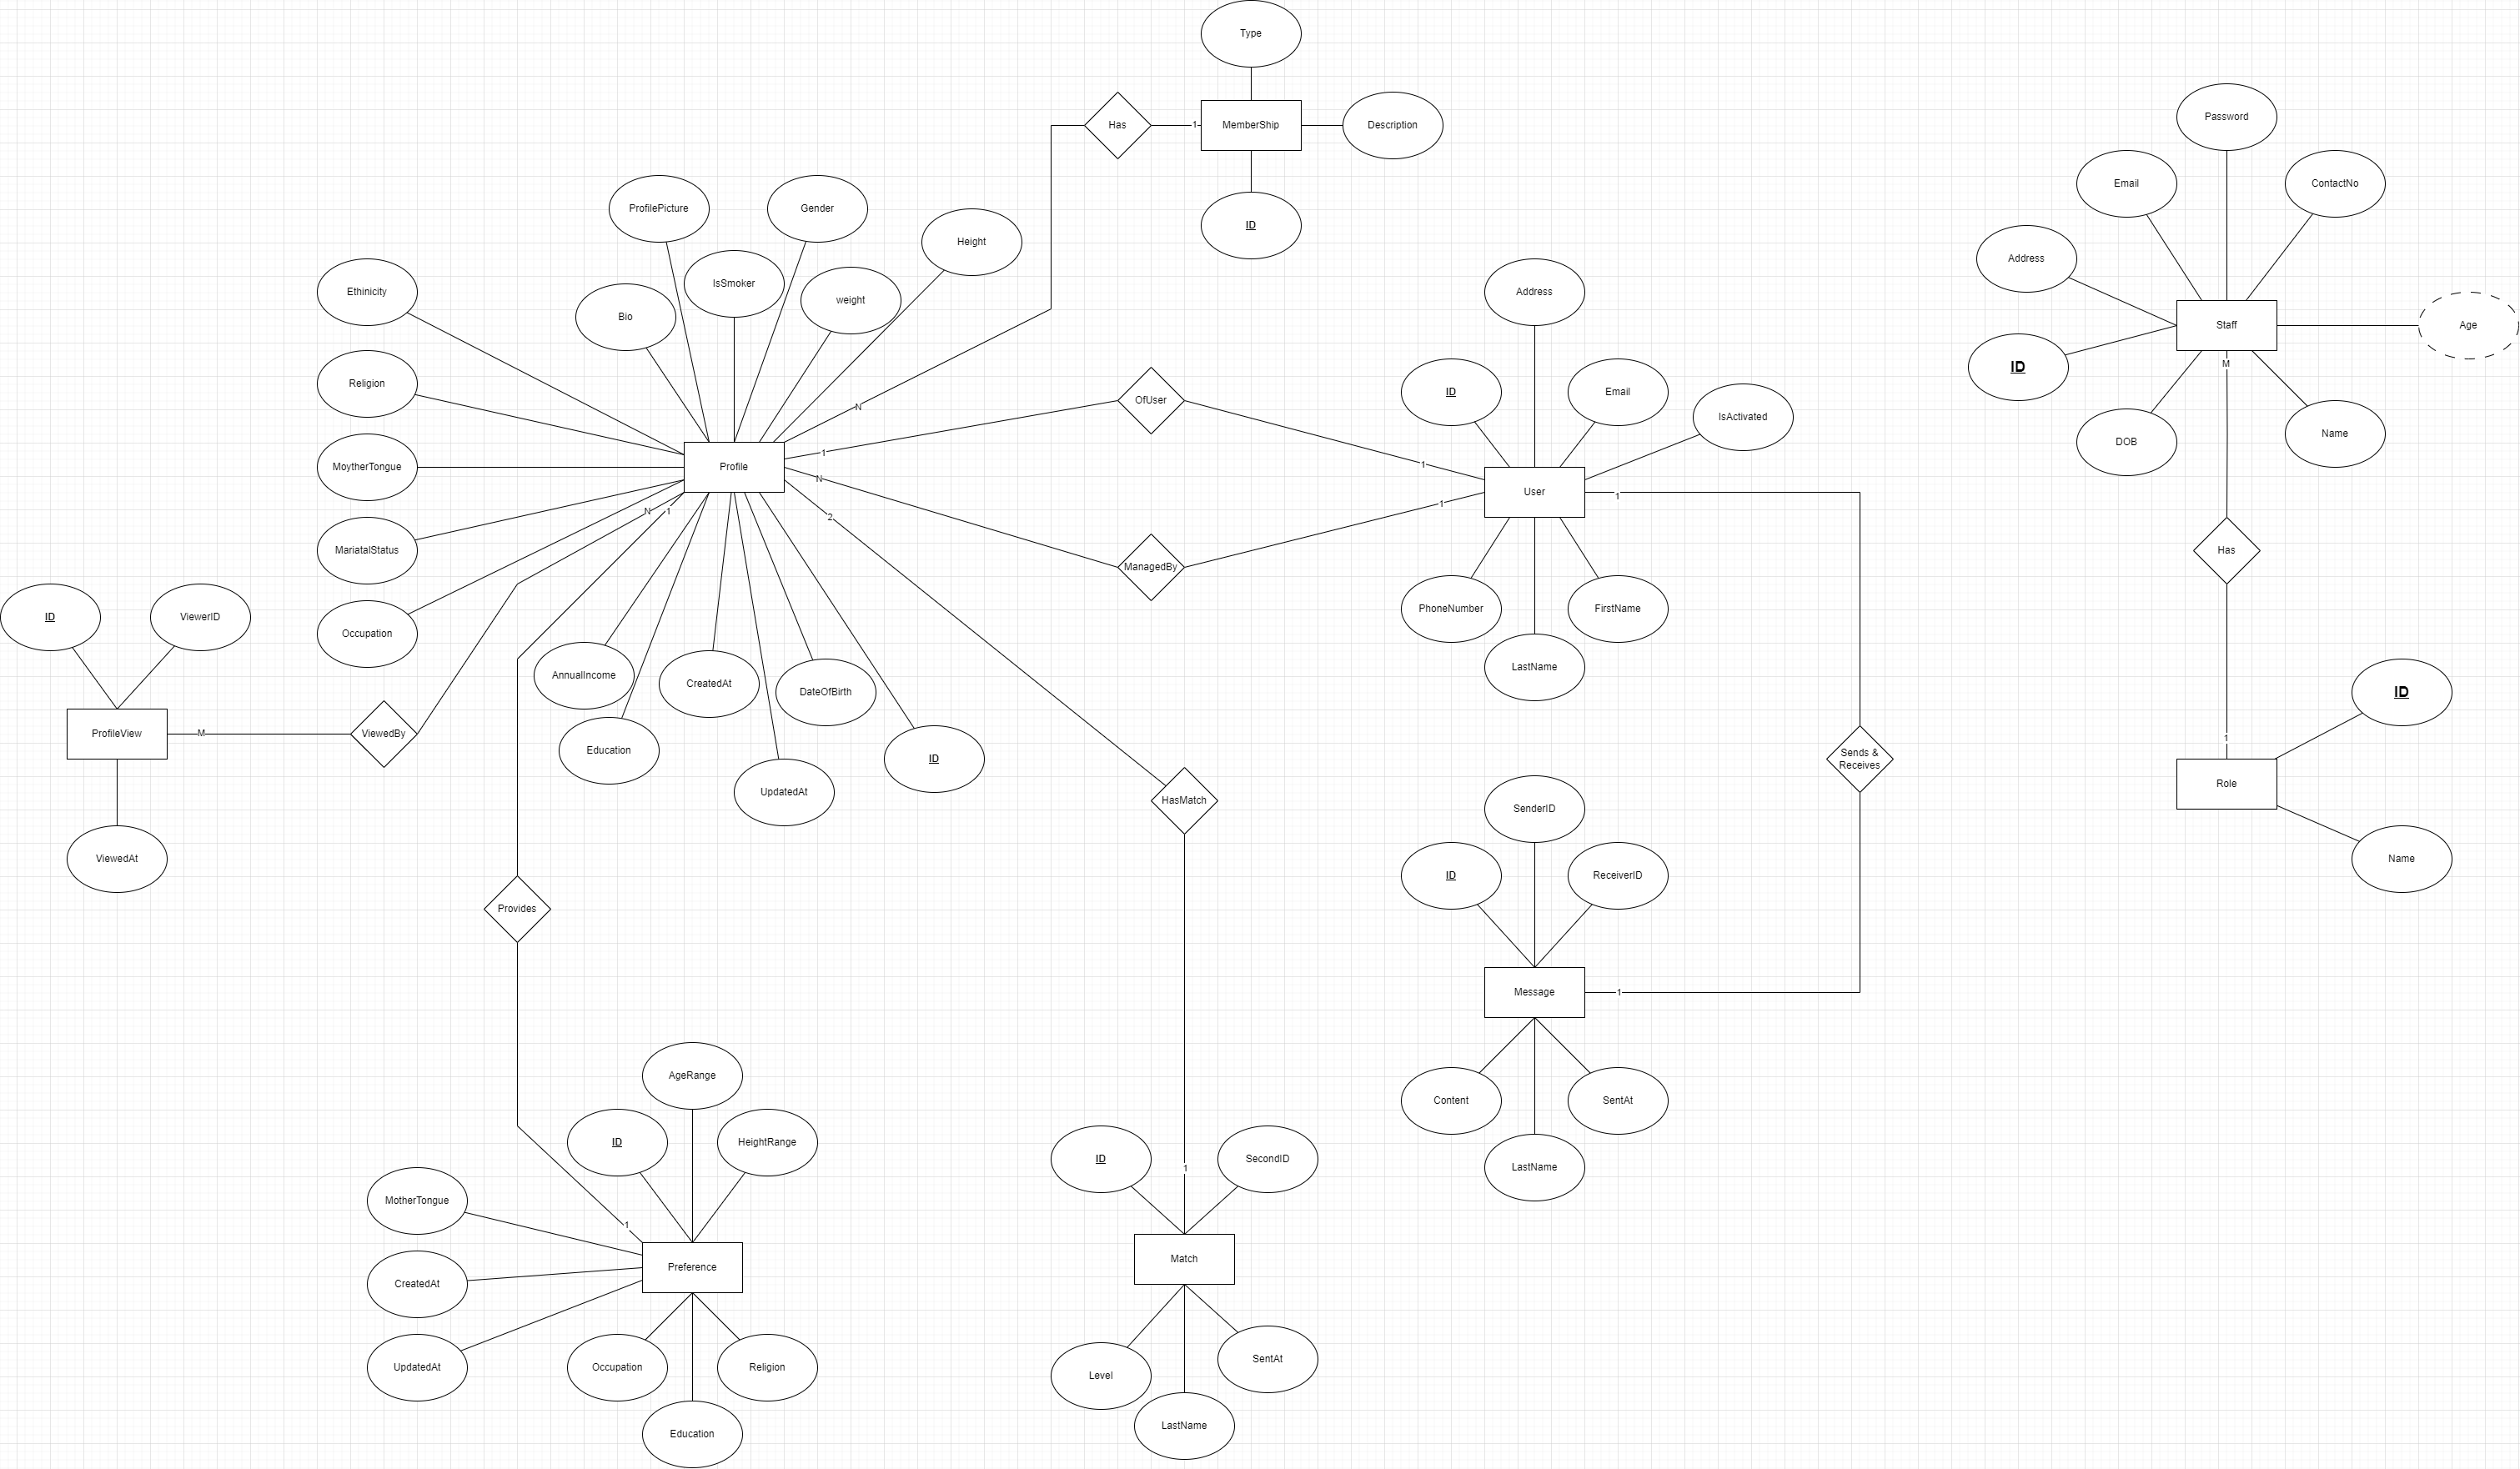 Type
Has
1
MemberShip
Description
ID
ProfilePicture
Gender
Height
IsSmoker
weight
Bio
Ethinicity
Religion
MoytherTongue
MariatalStatus
Occupation
Profile
N
1
N
2
N
1
OfUser
ManagedBy
1
1
Address
ID
Email
IsActivated
User
1
PhoneNumber
LastName
FirstName
Password
Email
ContactNo
Address
ID
Staff
Age
M
DOB
Name
Has
1
Role
ID
Name
ID
ViewerID
ProfileView
M
ViewedBy
ViewedAt
AnnualIncome
CreatedAt
DateOfBirth
Education
UpdatedAt
ID
HasMatch
Sends &
Receives
SenderID
ID
ReceiverID
Message
1
Content
SentAt
LastName
Provides
AgeRange
ID
HeightRange
MotherTongue
1
CreatedAt
Preference
UpdatedAt
Occupation
Religion
Education
1
ID
SecondID
Match
Level
SentAt
LastName